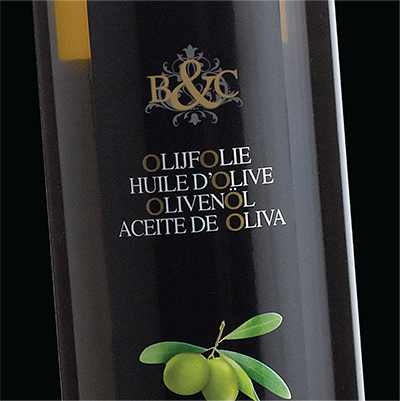 B&C
OLIJFOLIE
HUILE D'OLIVE
OLIVENÖL
ACEITE DE OLIVA